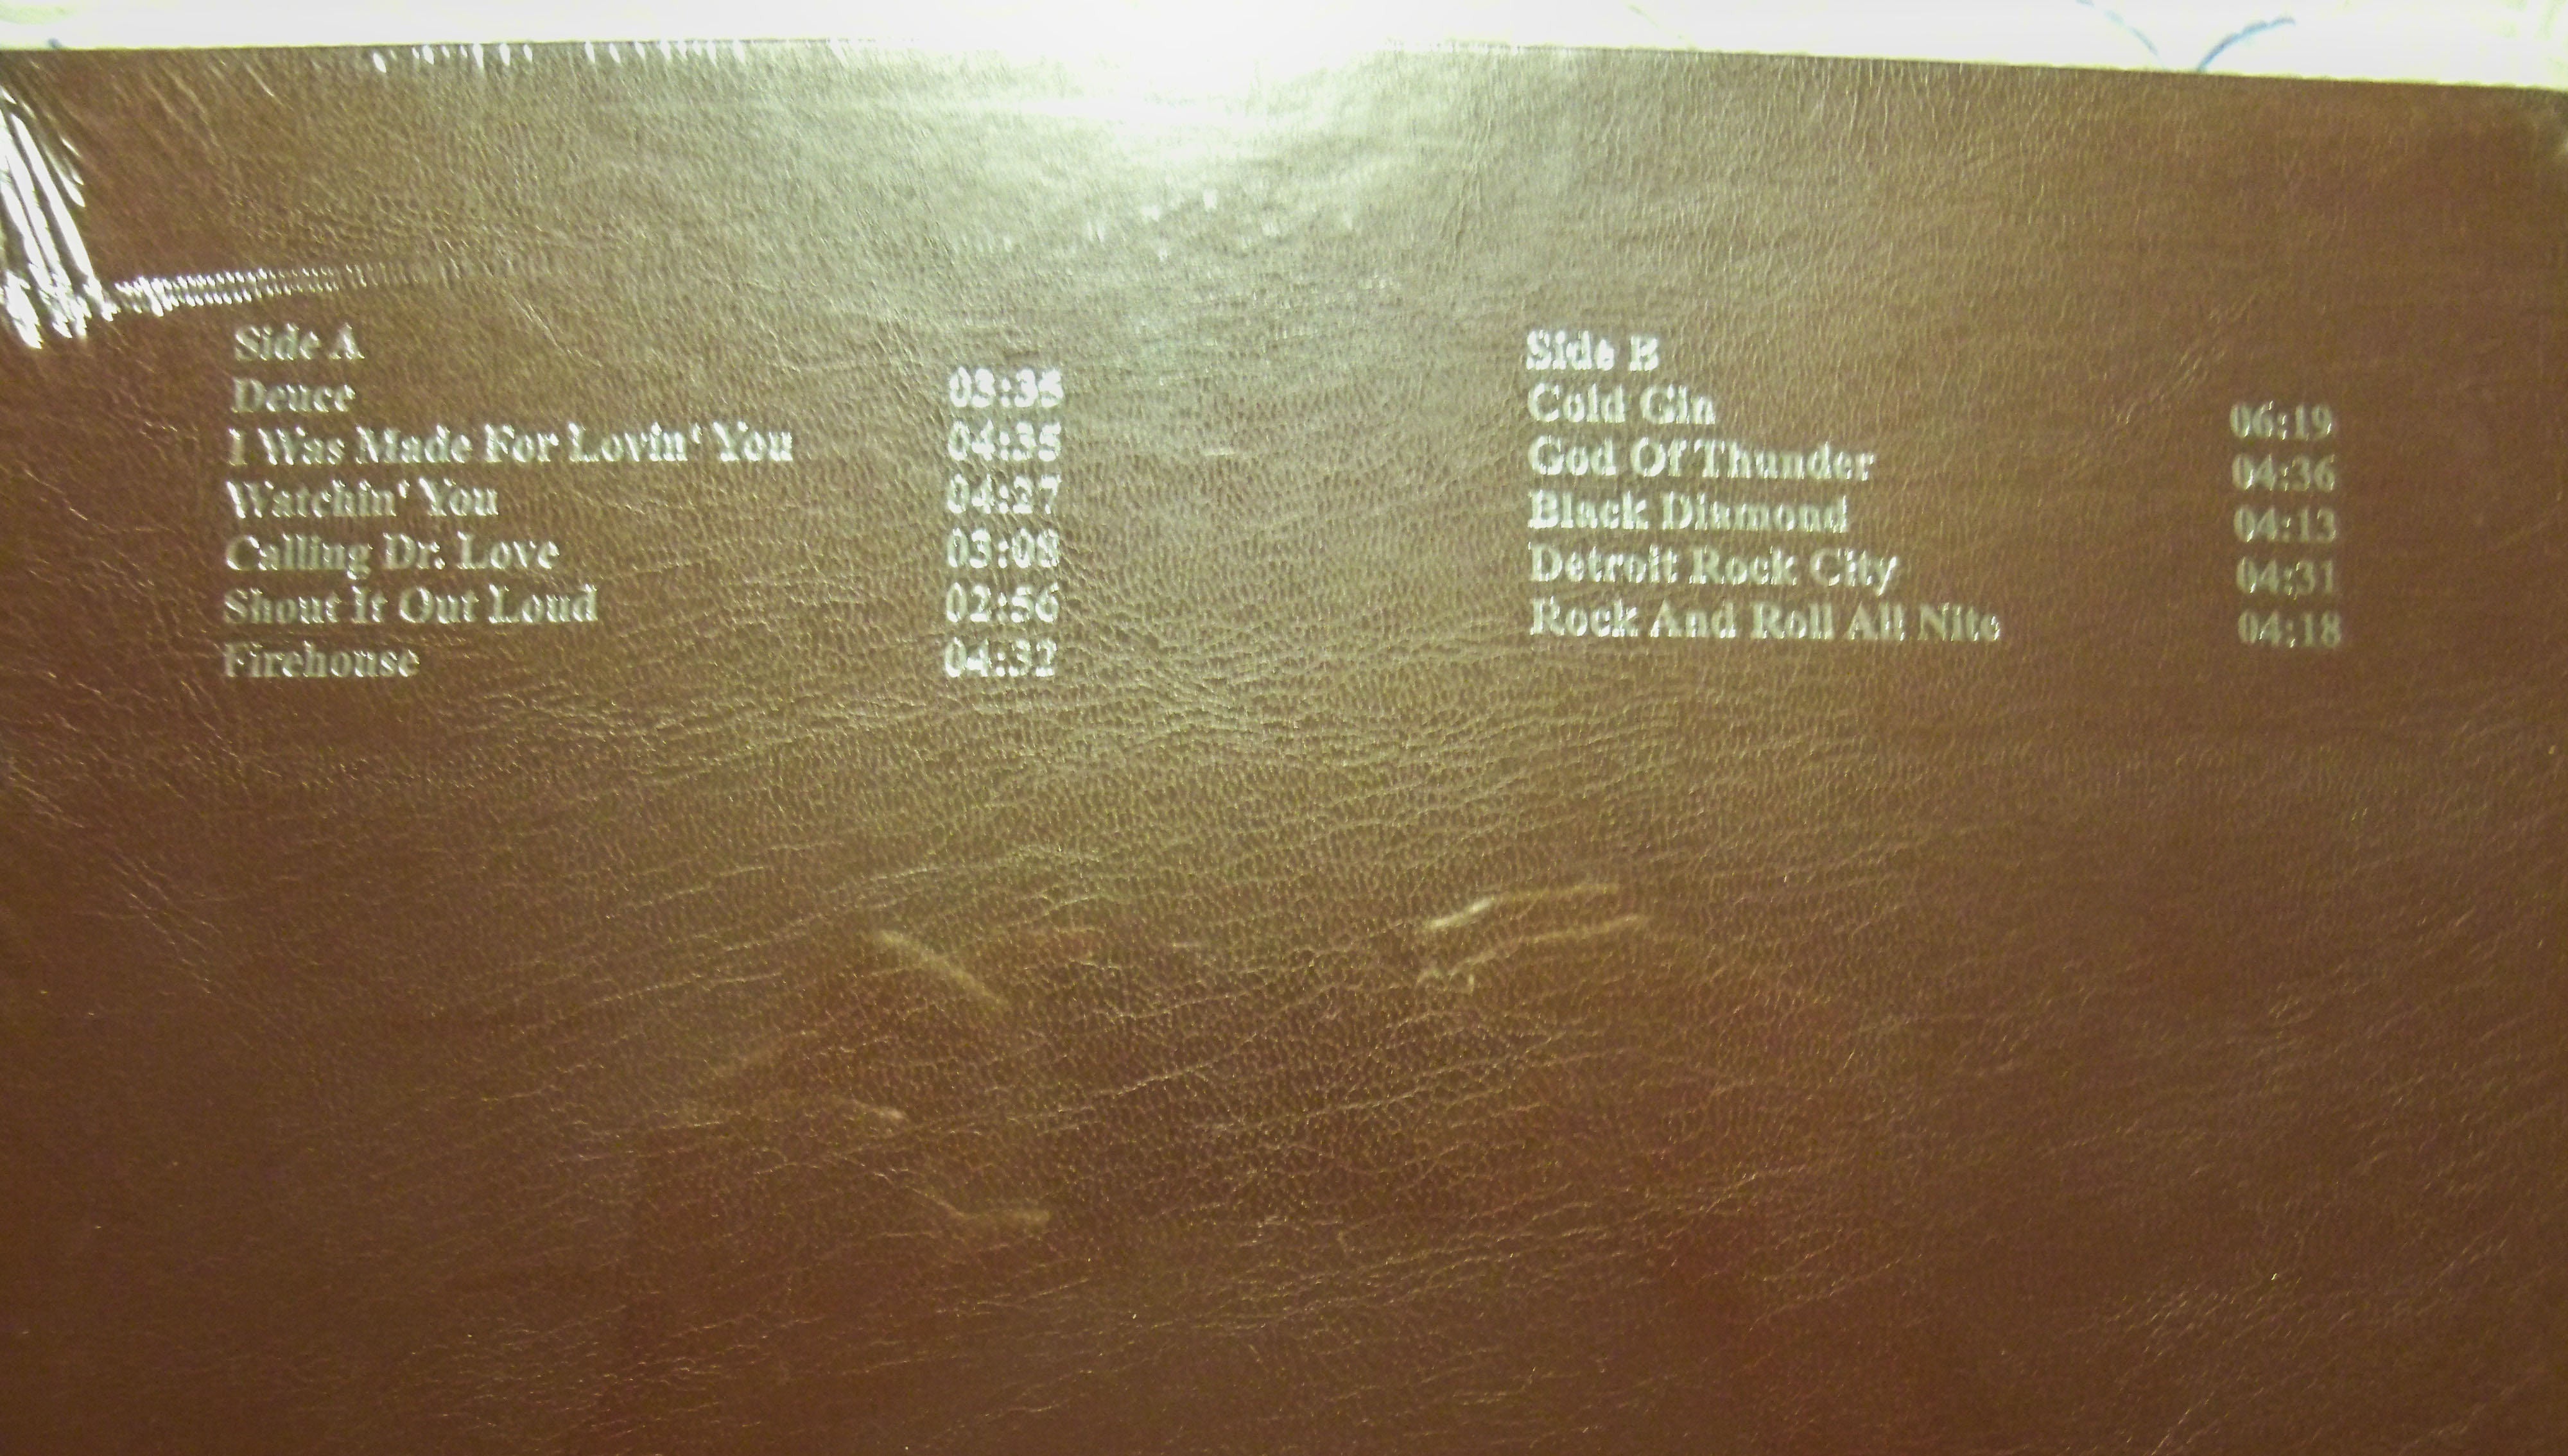 Side A
Deuce 03:36
I Was Made For Lovin' You 04:35
Watchin' You 04:27
Calling Dr. Love 03:08
Shout It Out Loud 02:56
Firehouse 04:32
Side B
Cold Gin 06:19
God Of Thunder 04:36
Black Diamond 04:13
Detroit Rock City 04:31
Rock And Roll All Nite 04:18